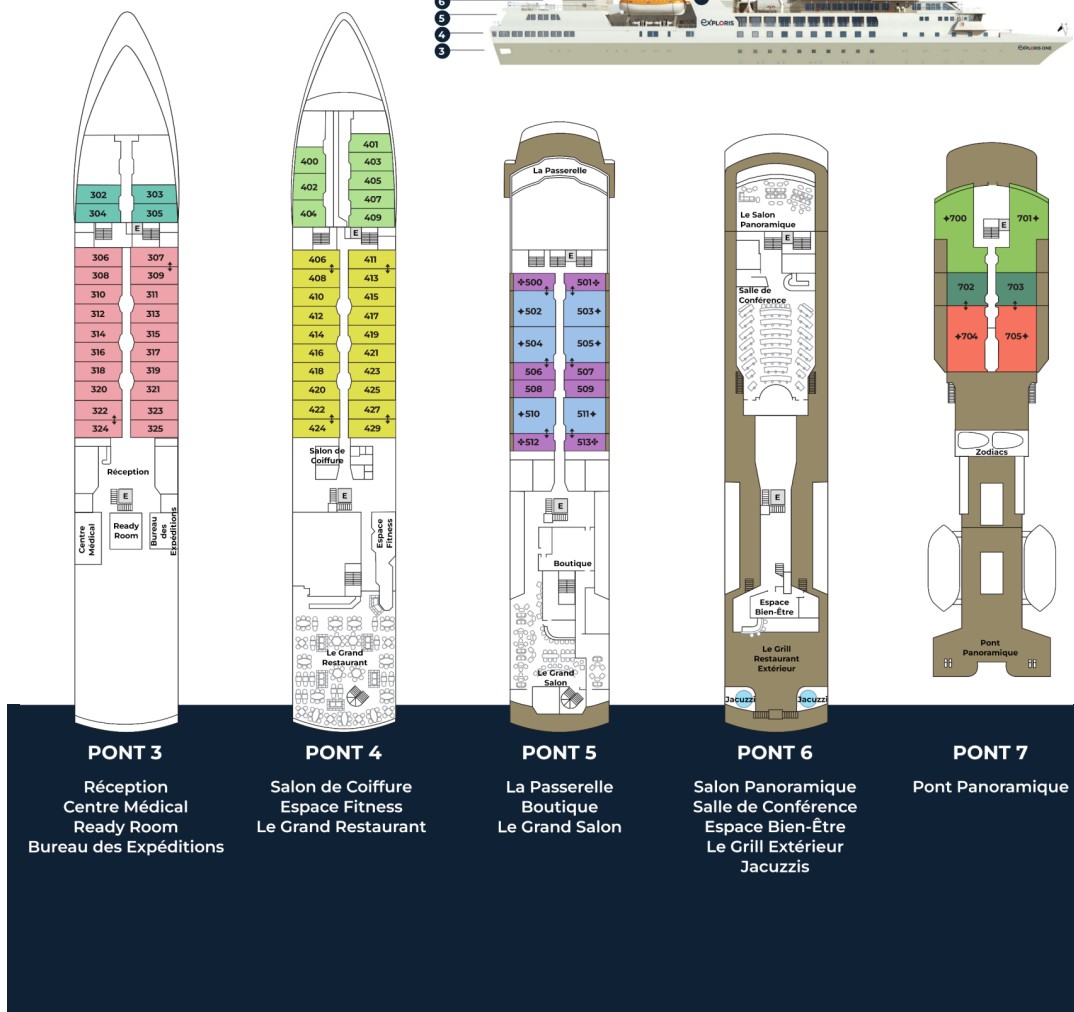 6
5
4
3
EXPLORIS
EXPLORIS ONE
302 303
304 305
E
306 307
308 309
310 311
312 313
314 315
316 317
318 319
320 321
322 323
324 325
Réception
E
Centre
Médical
Ready
Room
Bureau
des
Expéditions
401
400 403
402 405
407
404 409
E
406 411
408 413
410 415
412 417
414 419
416 421
418 423
420 425
422 427
424 429
Salon de
Coiffure
E
Espace
Fitness
Le Grand
Restaurant
La Passerelle
E
500 501
502 503
504 505
506 507
508 509
510 511
512 513
E
Boutique
Le Grand
Salon
Le Salon
Panoramique
E
Salle de
Conférence
E
Espace
Bien-Être
Le Grill
Restaurant
Extérieur
Jacuzzi Jacuzzi
700 701
E
702 703
704 705
Zodiacs
Pont
Panoramique
PONT 3
Réception
Centre Médical
Ready Room
Bureau des Expéditions
PONT 4
Salon de Coiffure
Espace Fitness
Le Grand Restaurant
PONT 5
La Passerelle
Boutique
Le Grand Salon
PONT 6
Salon Panoramique
Salle de Conférence
Espace Bien-Être
Le Grill Extérieur
Jacuzzis
PONT 7
Pont Panoramique